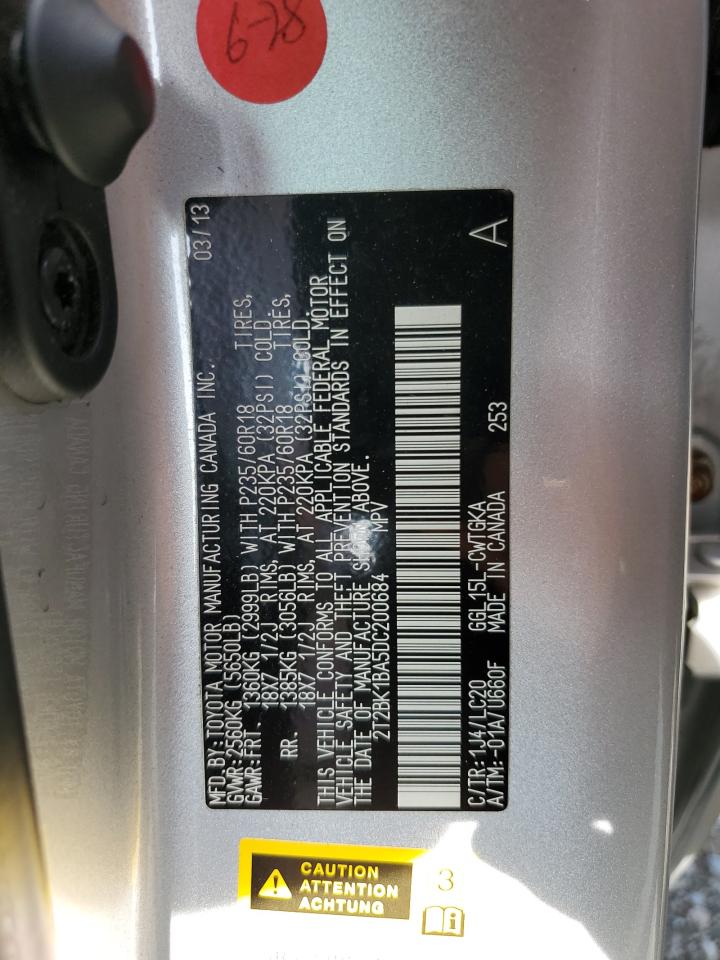 6-28
MFD. BY: TOYOTA MOTOR MANUFACTURING CANADA INC. 03/13
GVWR: 2560KG (5650LB)
GAWR: FRT. 1360KG (2999LB) WITH P235/60R18 TIRES,
18X7 1/2J RIMS, AT 220KPA (32PSI) COLD.
RR. 1385KG (3056LB) WITH P235/60R18 TIRES,
18X7 1/2J RIMS, AT 220KPA (32PSI) COLD.
THIS VEHICLE CONFORMS TO ALL APPLICABLE FEDERAL MOTOR
VEHICLE SAFETY AND THEFT PREVENTION STANDARDS IN EFFECT ON
THE DATE OF MANUFACTURE SHOWN ABOVE.
2T2BK1BA5DC200684 MPV
C/TR: 1J4/LC20 GGL15L-CWTGKA
A/TM: -01A/U660F MADE IN CANADA 253 A
CAUTION
ATTENTION
ACHTUNG
3